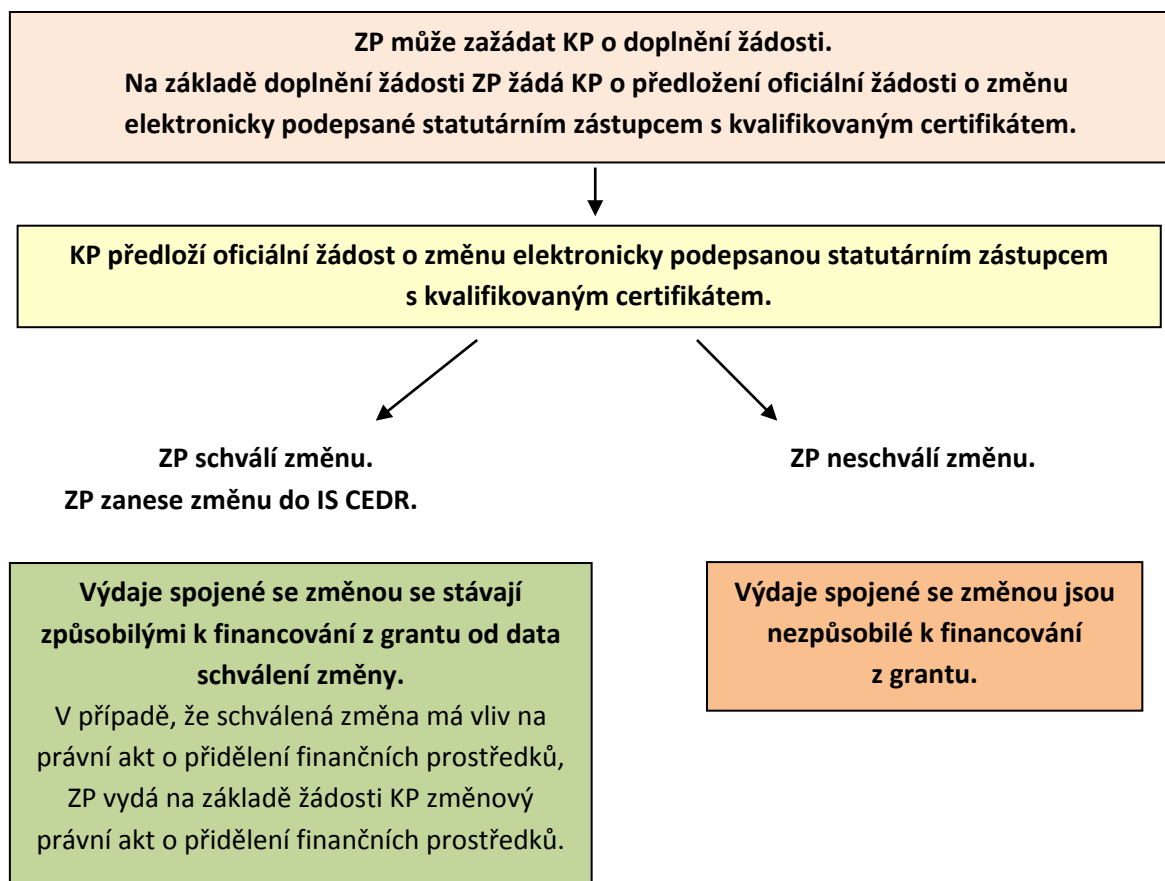 ZP může zažádat KP o doplnění žádosti.
Na základě doplnění žádosti ZP žádá KP o předložení oficiální žádosti o změnu
elektronicky podepsané statutárním zástupcem s kvalifikovaným certifikátem.
KP předloží oficiální žádost o změnu elektronicky podepsanou statutárním zástupcem
s kvalifikovaným certifikátem.
ZP schválí změnu.
ZP zanese změnu do IS CEDR.
ZP neschválí změnu.
Výdaje spojené se změnou se stávají
způsobilými k financování z grantu od data
schválení změny.
V případě, že schválená změna má vliv na
právní akt o přidělení finančních prostředků,
ZP vydá na základě žádosti KP změnový
právní akt o přidělení finančních prostředků.
Výdaje spojené se změnou jsou
nezpůsobilé k financování
z grantu.